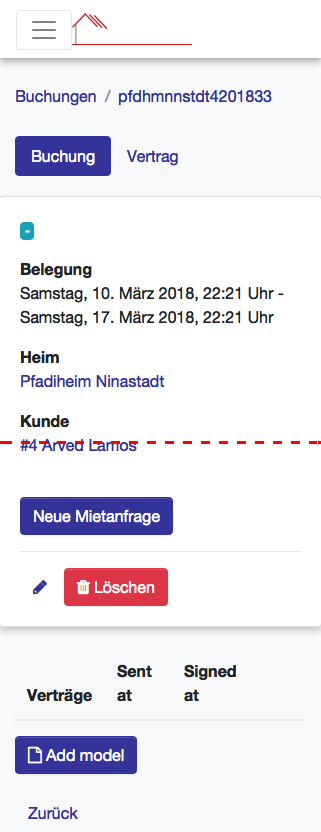 Buchungen / pfdhmnnstdt4201833
Buchung Vertrag
-
Belegung
Samstag, 10. März 2018, 22:21 Uhr -
Samstag, 17. März 2018, 22:21 Uhr
Heim
Pfadiheim Ninastadt
Kunde
#4 Arved Lamos
Neue Mietanfrage
Löschen
Verträge Sent at Signed at
Add model
Zurück